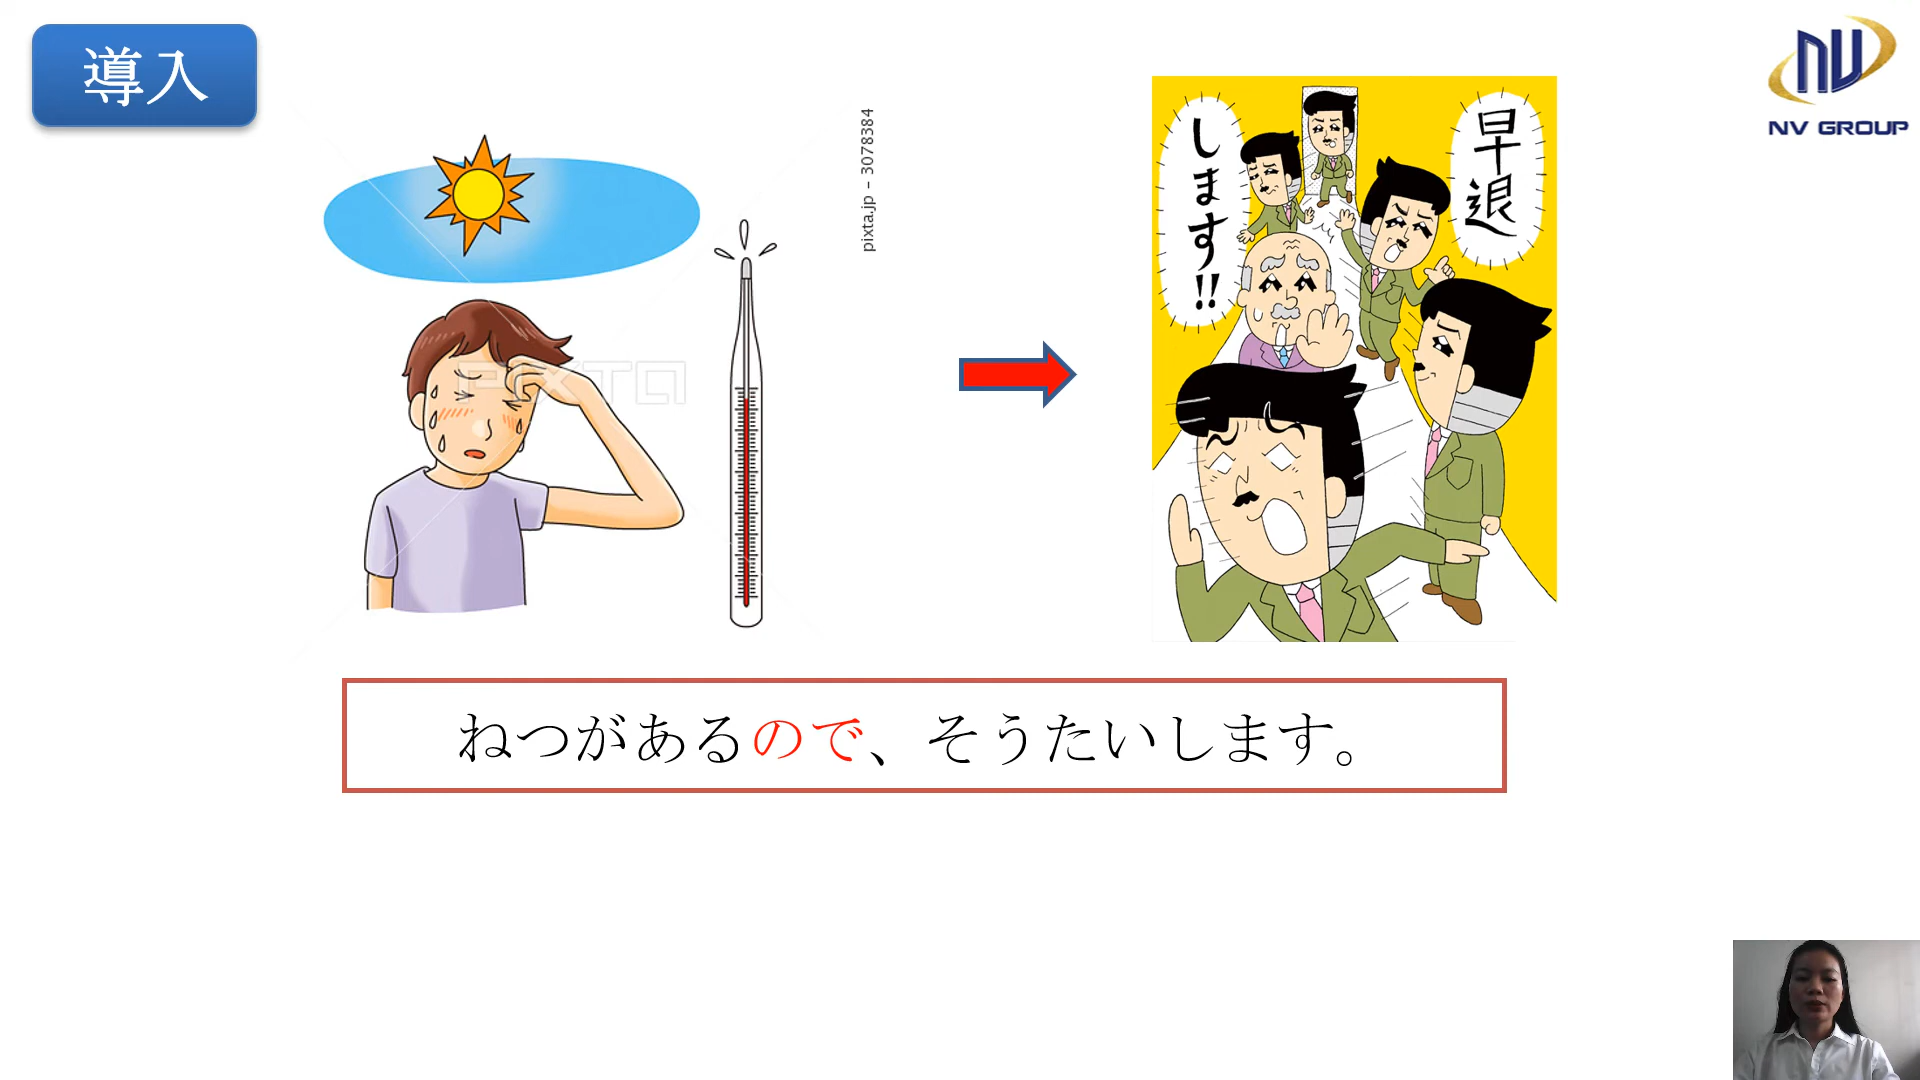 導入
NV GROUP
pixta.jp - 3078384
PIXTA
早退
します!!
ねつがあるので、そうたいします。